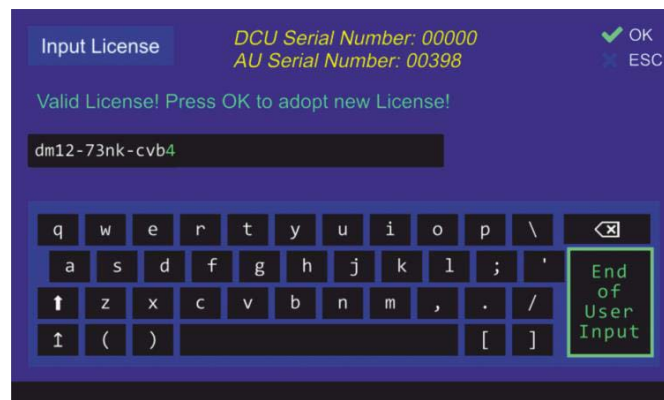 Input License
DCU Serial Number: 00000
AU Serial Number: 00398
OK
ESC
Valid License! Press OK to adopt new License!
dm12-73nk-cvb4
q w e r t y u i o p \
a s d f g h j k l ; '
z x c v b n m , . /
( ) [ ]
End
of
User
Input